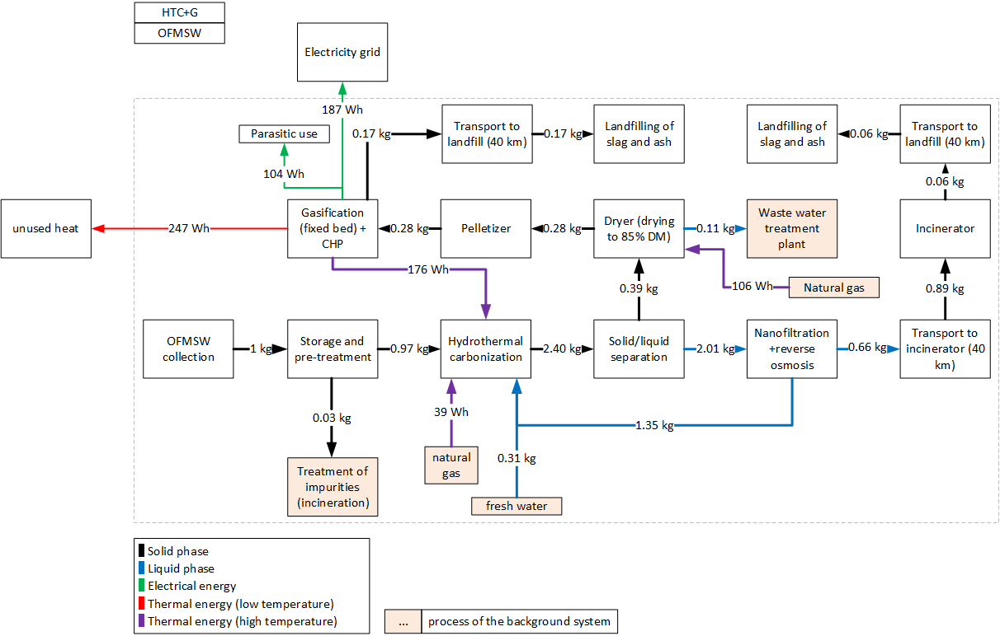 HTC+G
OFMSW
Electricity grid
187 Wh
Parasitic use
104 Wh
0.17 kg
Transport to
landfill (40 km)
0.17 kg
Landfilling of
slag and ash
Landfilling of
slag and ash
0.06 kg
Transport to
landfill (40 km)
0.06 kg
unused heat
247 Wh
Gasification
(fixed bed) +
CHP
0.28 kg
Pelletizer
0.28 kg
Dryer (drying
to 85% DM)
0.11 kg
Waste water
treatment
plant
Incinerator
176 Wh
0.39 kg
106 Wh
Natural gas
0.89 kg
OFMSW
collection
1 kg
Storage and
pre-treatment
0.97 kg
Hydrothermal
carbonization
2.40 kg
Solid/liquid
separation
2.01 kg
Nanofiltration
+reverse
osmosis
0.66 kg
Transport to
incinerator (40
km)
0.03 kg
39 Wh
1.35 kg
natural
gas
0.31 kg
Treatment of
impurities
(incineration)
fresh water
Solid phase
Liquid phase
Electrical energy
Thermal energy (low temperature)
Thermal energy (high temperature)
...
process of the background system